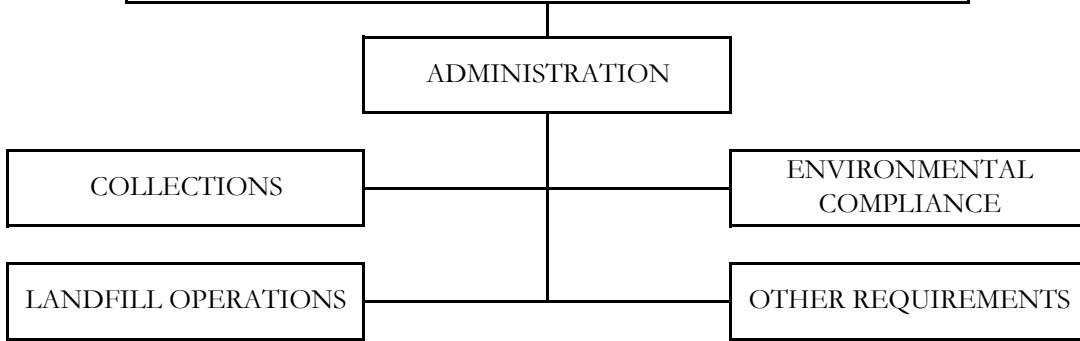 ADMINISTRATION
COLLECTIONS
ENVIRONMENTAL
COMPLIANCE
LANDFILL OPERATIONS
OTHER REQUIREMENTS